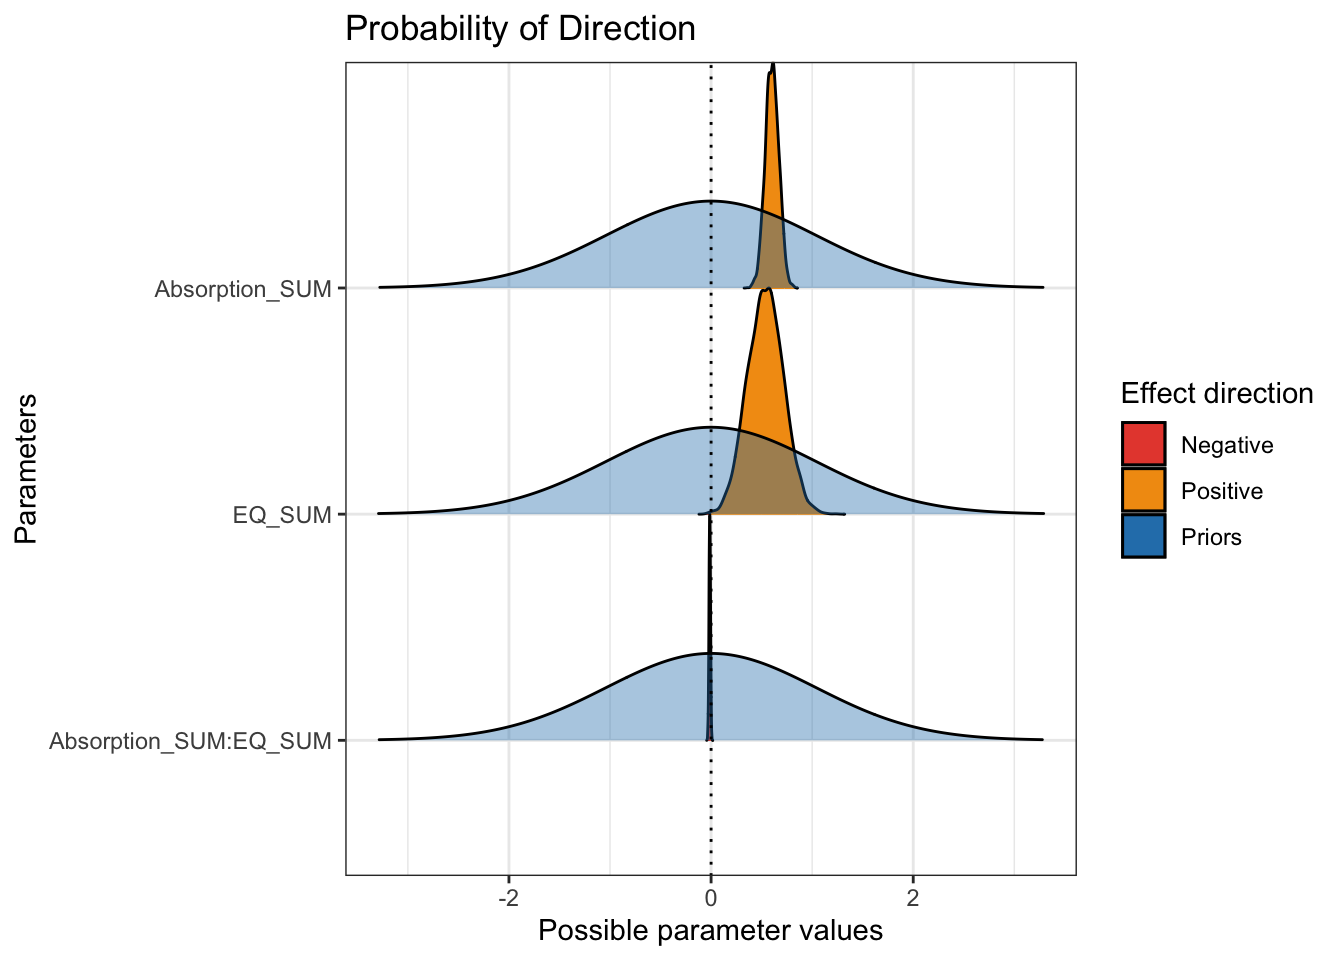 Probability of Direction
Parameters
Absorption_SUM
EQ_SUM
Absorption_SUM:EQ_SUM
-2
0
2
Possible parameter values
Effect direction
Negative
Positive
Priors